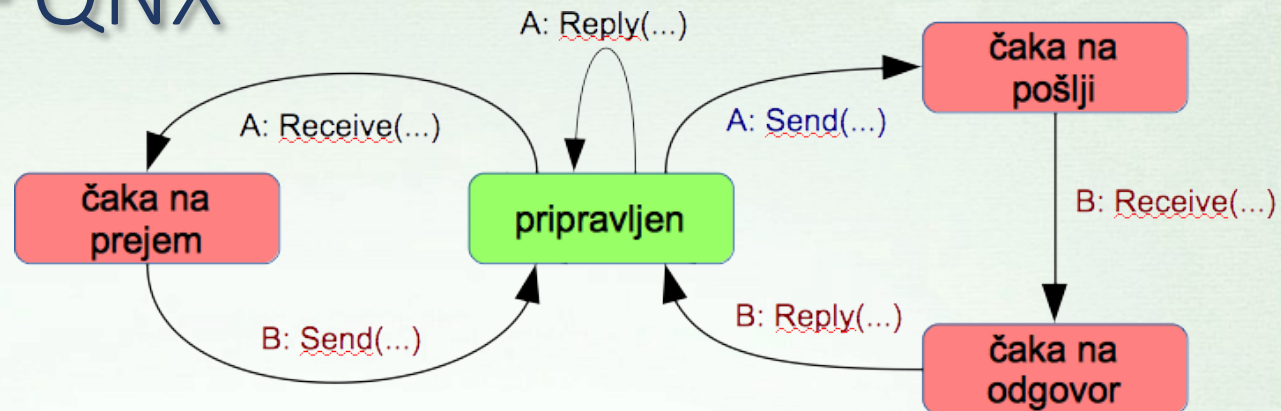 QNX
A: Reply(...)
čaka na
pošlji
A: Receive(...)
A: Send(...)
čaka na
prejem
pripravljen
B: Receive(...)
B: Send(...)
B: Reply(...)
čaka na
odgovor